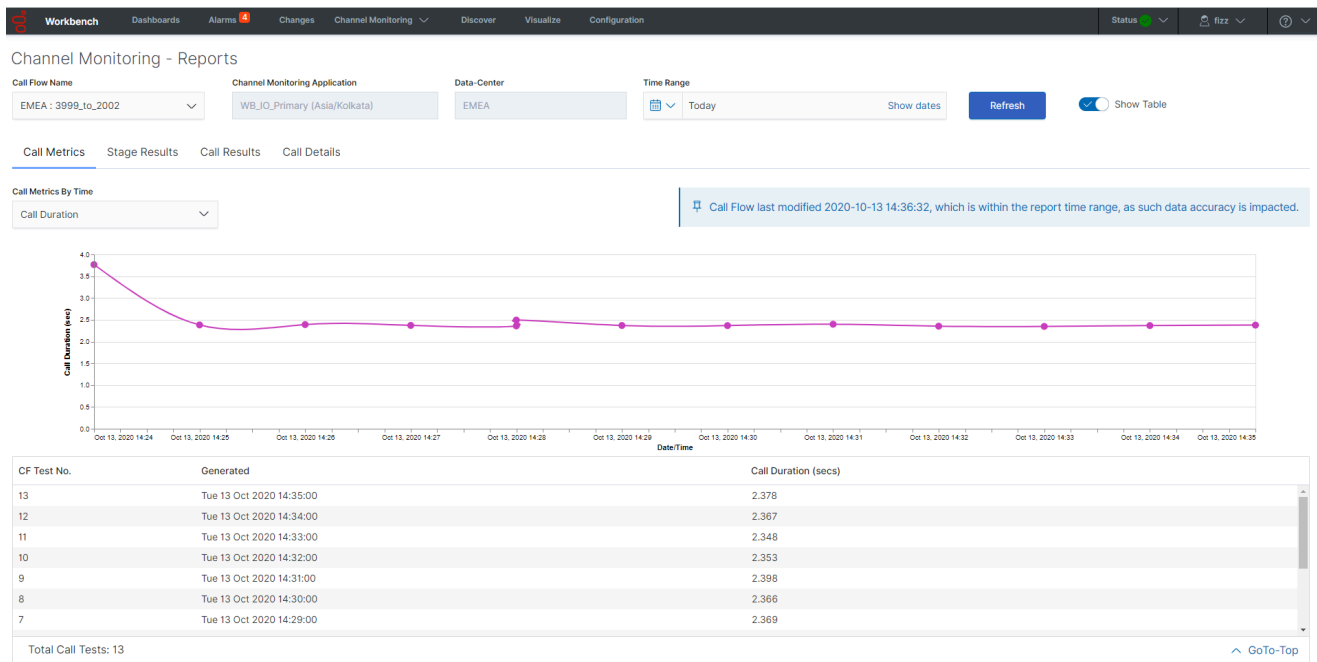 Workbench Dashboards Alarms 4 Changes Channel Monitoring Discover Visualize Configuration Status fizz
Channel Monitoring - Reports
Call Flow Name Channel Monitoring Application Data-Center Time Range
EMEA : 3999_to_2002 WB_IO_Primary (Asia/Kolkata) EMEA Today Show dates Refresh Show Table
Call Metrics Stage Results Call Results Call Details
Call Metrics By Time
Call Duration
Call Flow last modified 2020-10-13 14:36:32, which is within the report time range, as such data accuracy is impacted.
4.0
3.5
3.0
2.5
2.0
1.5
1.0
0.5
0.0
Call Duration (sec)
Oct 13, 2020 14:24 Oct 13, 2020 14:25 Oct 13, 2020 14:26 Oct 13, 2020 14:27 Oct 13, 2020 14:28 Oct 13, 2020 14:29 Oct 13, 2020 14:30 Oct 13, 2020 14:31 Oct 13, 2020 14:32 Oct 13, 2020 14:33 Oct 13, 2020 14:34 Oct 13, 2020 14:35
Date/Time
CF Test No. Generated Call Duration (secs)
13 Tue 13 Oct 2020 14:35:00 2.378
12 Tue 13 Oct 2020 14:34:00 2.367
11 Tue 13 Oct 2020 14:33:00 2.348
10 Tue 13 Oct 2020 14:32:00 2.353
9 Tue 13 Oct 2020 14:31:00 2.398
8 Tue 13 Oct 2020 14:30:00 2.366
7 Tue 13 Oct 2020 14:29:00 2.369
Total Call Tests: 13 GoTo-Top